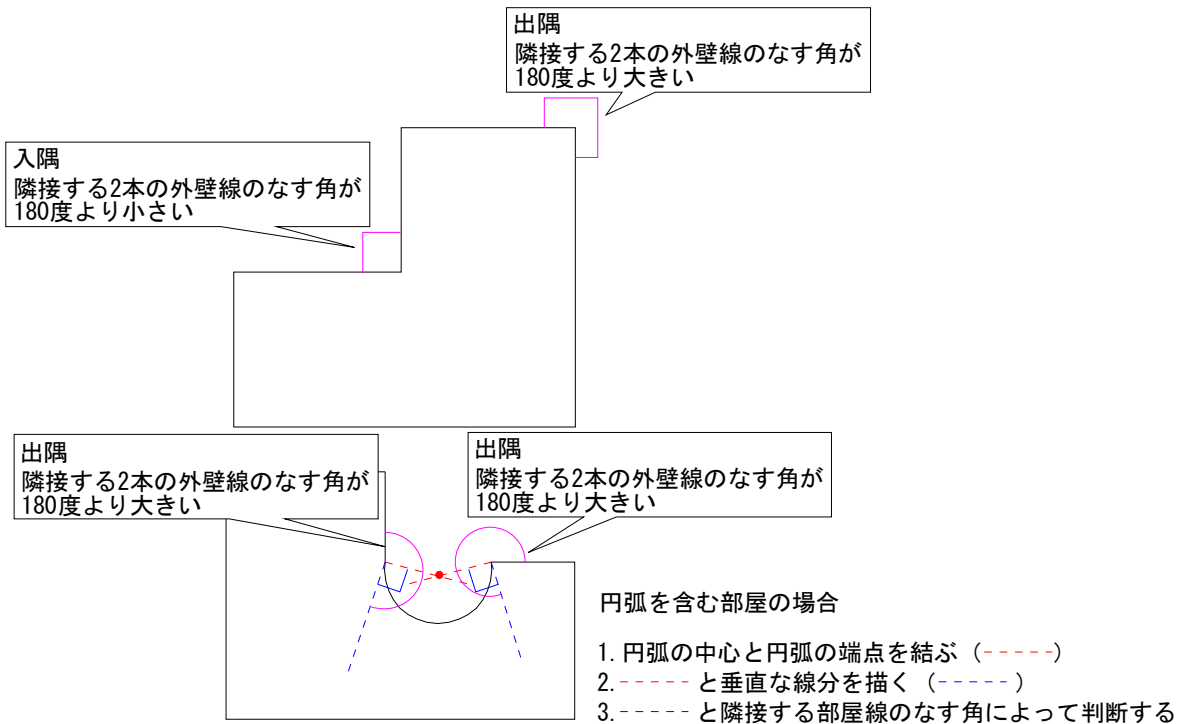 出隅
隣接する2本の外壁線のなす角が
180度より大きい
入隅
隣接する2本の外壁線のなす角が
180度より小さい
出隅
隣接する2本の外壁線のなす角が
180度より大きい
出隅
隣接する2本の外壁線のなす角が
180度より大きい
円弧を含む部屋の場合
1. 円弧の中心と円弧の端点を結ぶ（-----）
2.----- と垂直な線分を描く（-----）
3.----- と隣接する部屋線のなす角によって判断する